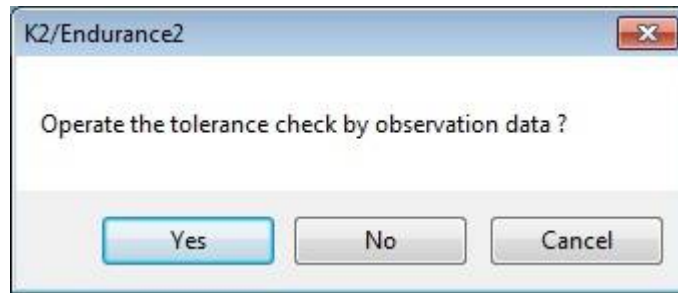 K2/Endurance2
Operate the tolerance check by observation data ?
Yes No Cancel